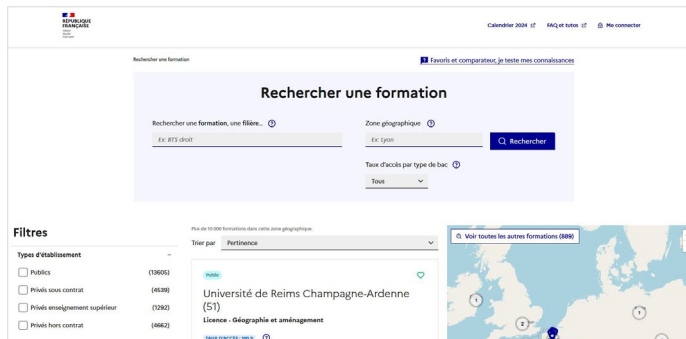 RÉPUBLIQUE
FRANÇAISE
Calendrier 2024
FAQ et tutos
Me connecter
Rechercher une formation
Favoris et comparateur, je teste mes connaissances
Rechercher une formation
Rechercher une formation, une filière...
Zone géographique
Ex: BTS droit
Ex: Lyon
Rechercher
Taux d'accès par type de bac
Tous
Filtres
Plus de 10 000 formations dans cette zone géographique.
Trier par Pertinence
Voir toutes les autres formations (889)
Types d'établissement
Publics (13605)
Privés sous contrat (4539)
Privés enseignement supérieur (1292)
Privés hors contrat (4662)
Public
Université de Reims Champagne-Ardenne
(51)
Licence - Géographie et aménagement
1
2
1